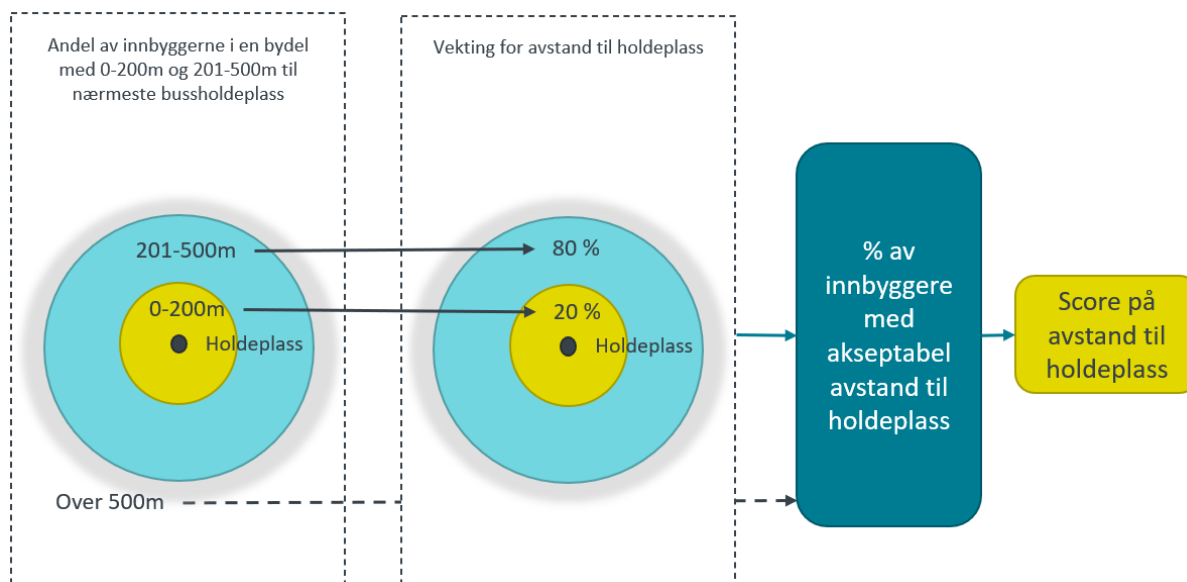 Andel av innbyggerne i en bydel
med 0-200m og 201-500m til
nærmeste bussholdeplass
201-500m
0-200m
Holdeplass
Over 500m
Vekting for avstand til holdeplass
80 %
20 %
Holdeplass
% av
innbyggere
med
akseptabel
avstand til
holdeplass
Score på
avstand til
holdeplass